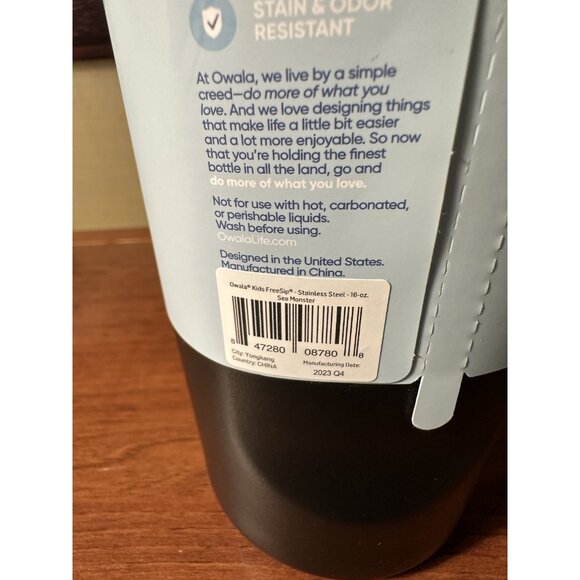 STAIN & ODOR
RESISTANT
At Owala, we live by a simple
creed—do more of what you
love. And we love designing things
that make life a little bit easier
and a lot more enjoyable. So now
that you're holding the finest
bottle in all the land, go and
do more of what you love.
Not for use with hot, carbonated,
or perishable liquids.
Wash before using.
OwalaLife.com
Designed in the United States.
Manufactured in China.
Owala® Kids FreeSip® - Stainless Steel - 16-oz.
Sea Monster
8 47280 08780 8
City: Yongkang
Country: CHINA
Manufacturing Date:
2023 Q4